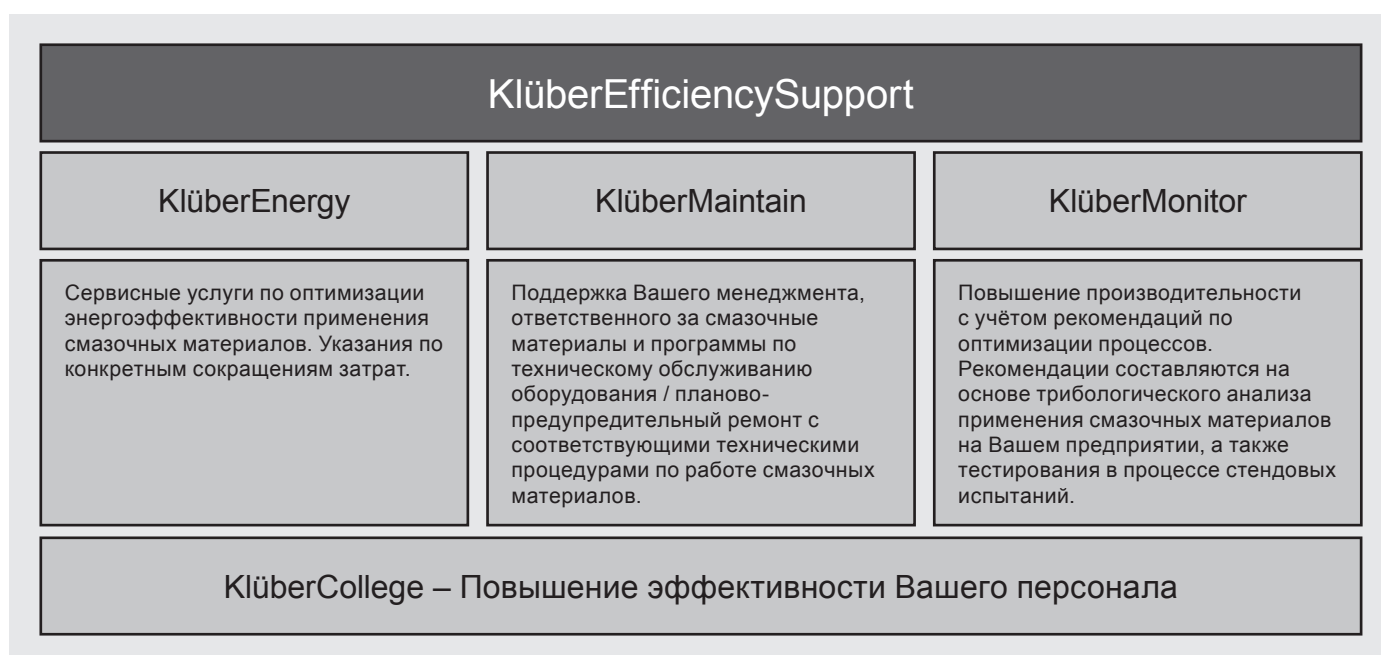 KlüberEfficiencySupport
KlüberEnergy
KlüberMaintain
KlüberMonitor
Сервисные услуги по оптимизации
энергоэффективности применения
смазочных материалов. Указания по
конкретным сокращениям затрат.
Поддержка Вашего менеджмента,
ответственного за смазочные
материалы и программы по
техническому обслуживанию
оборудования / планово-
предупредительный ремонт с
соответствующими техническими
процедурами по работе смазочных
материалов.
Повышение производительности
с учётом рекомендаций по
оптимизации процессов.
Рекомендации составляются на
основе трибологического анализа
применения смазочных материалов
на Вашем предприятии, а также
тестирования в процессе стендовых
испытаний.
KlüberCollege – Повышение эффективности Вашего персонала